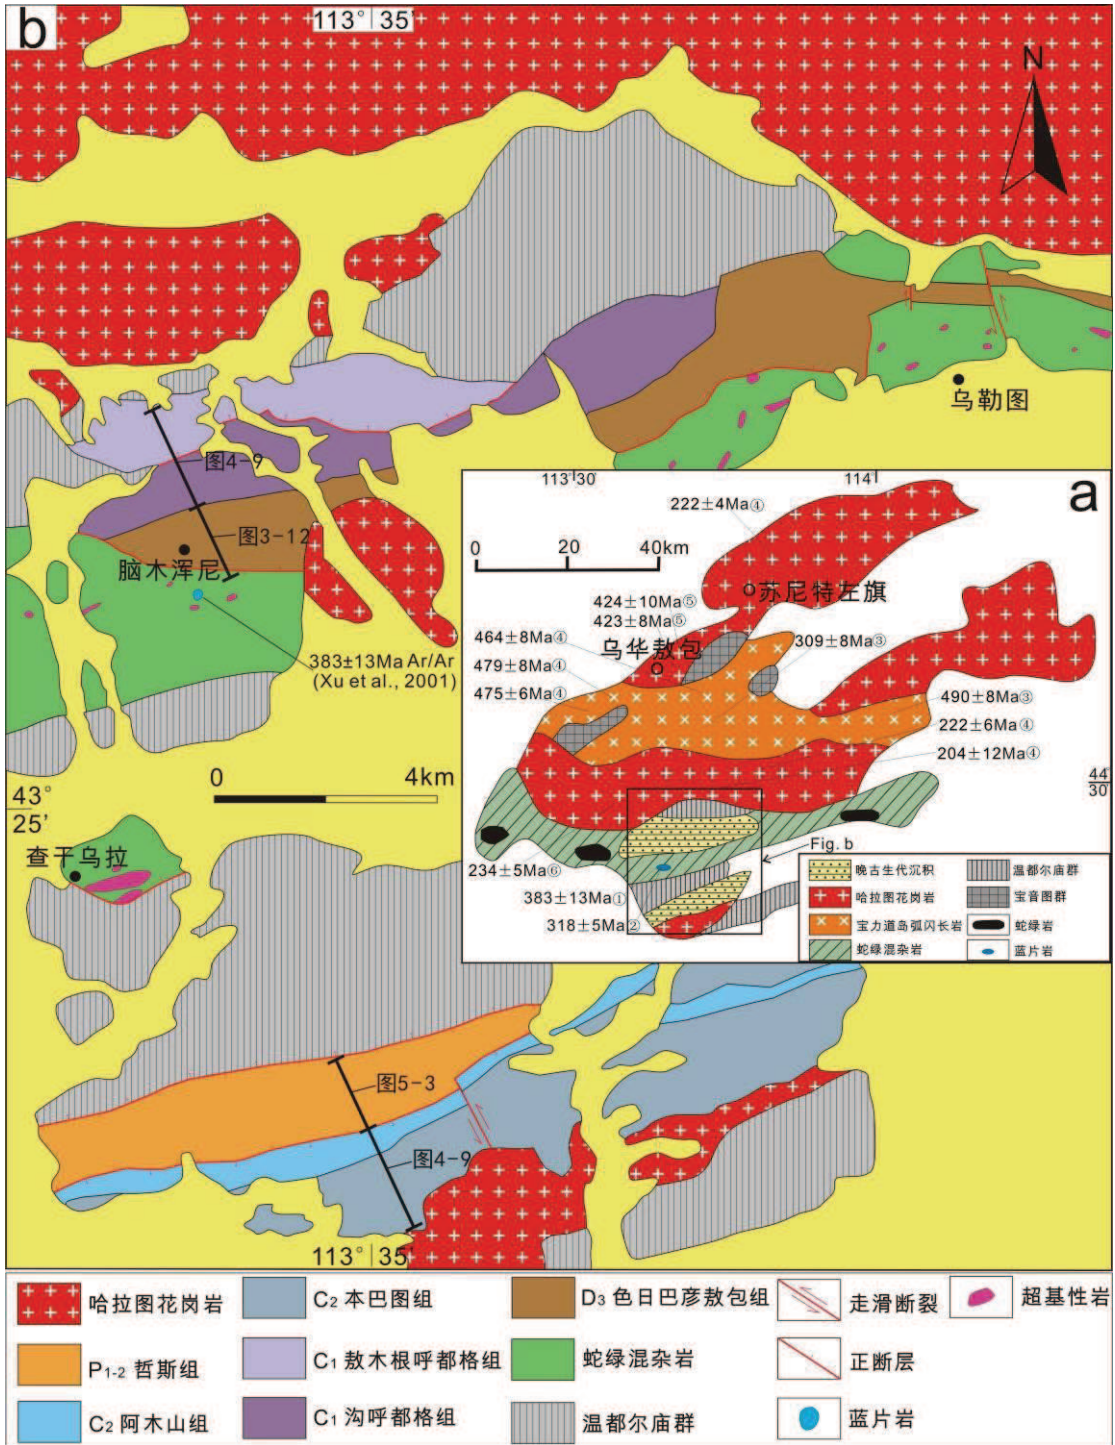 b
113° 35′
N
乌勒图
图4-9
图3-12
脑木浑尼
383±13Ma Ar/Ar
(Xu et al., 2001)
0 4km
43°
25′
查干乌拉
图5-3
图4-9
113° 35′
a
113 30′
114°
222±4Ma④
0 20 40km
苏尼特左旗
424±10Ma⑤
423±8Ma⑤
464±8Ma④
乌华敖包
309±8Ma③
479±8Ma④
475±6Ma④
490±8Ma③
222±6Ma④
204±12Ma④
44°
30′
Fig. b
234±5Ma⑥
383±13Ma①
318±5Ma②
晚古生代沉积
温都尔庙群
哈拉图花岗岩
宝音图群
宝力道岛弧闪长岩
蛇绿岩
蛇绿混杂岩
蓝片岩
哈拉图花岗岩
C₂ 本巴图组
D₃ 色日巴彦敖包组
走滑断裂
超基性岩
P₁₋₂ 哲斯组
C₁ 敖木根呼都格组
蛇绿混杂岩
正断层
C₂ 阿木山组
C₁ 沟呼都格组
温都尔庙群
蓝片岩